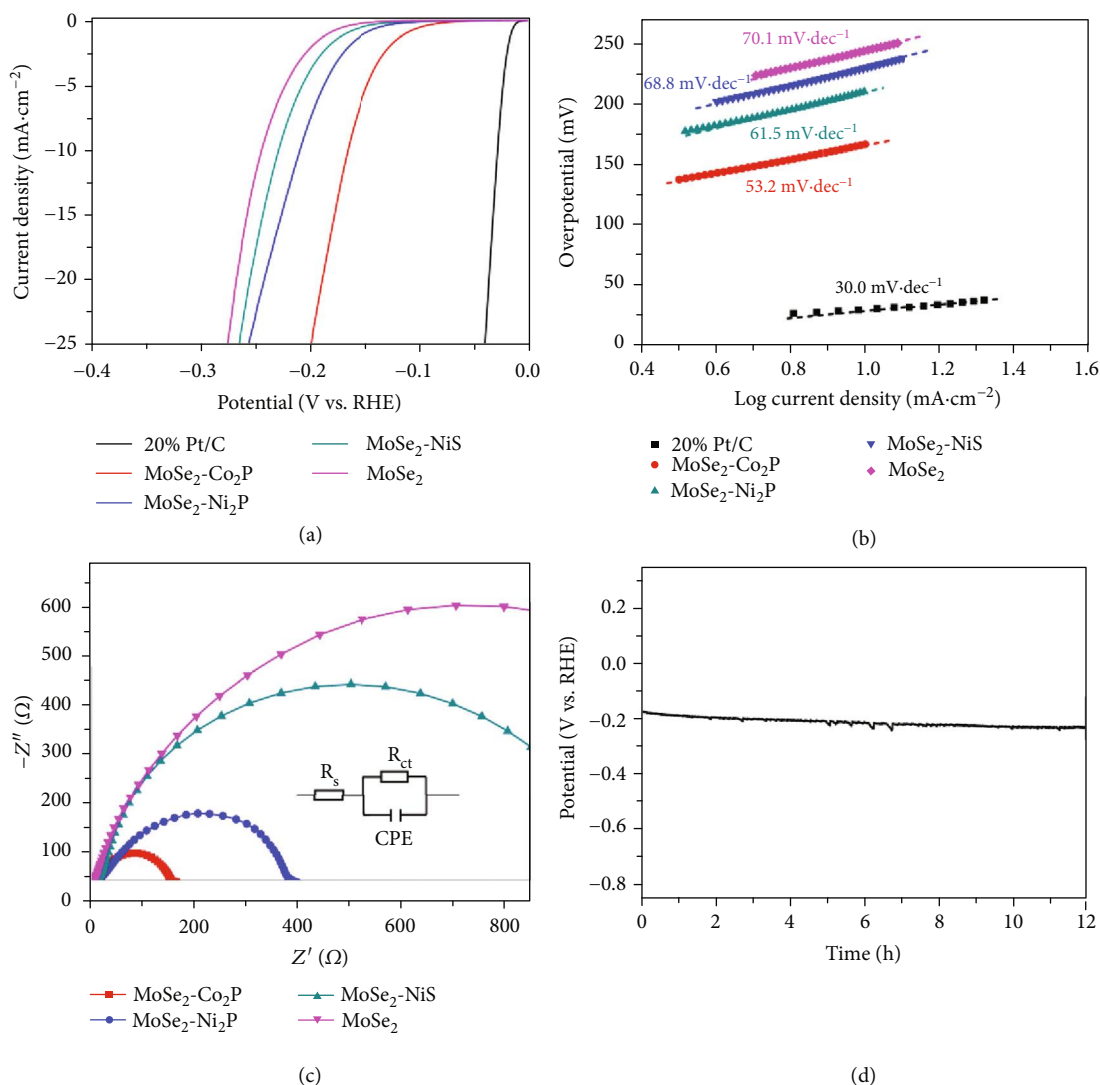 0
−5
−10
−15
−20
−25
Current density (mA·cm⁻²)
−0.4
−0.3
−0.2
−0.1
0.0
Potential (V vs. RHE)
20% Pt/C
MoSe₂-Co₂P
MoSe₂-Ni₂P
MoSe₂-NiS
MoSe₂
(a)
250
200
150
100
50
0
Overpotential (mV)
70.1 mV·dec⁻¹
68.8 mV·dec⁻¹
61.5 mV·dec⁻¹
53.2 mV·dec⁻¹
30.0 mV·dec⁻¹
0.4
0.6
0.8
1.0
1.2
1.4
1.6
Log current density (mA·cm⁻²)
20% Pt/C
MoSe₂-Co₂P
MoSe₂-Ni₂P
MoSe₂-NiS
MoSe₂
(b)
600
500
400
300
200
100
0
−Z″ (Ω)
Rₛ
R_ct
CPE
0
200
400
600
800
Z′ (Ω)
MoSe₂-Co₂P
MoSe₂-Ni₂P
MoSe₂-NiS
MoSe₂
(c)
0.2
0.0
−0.2
−0.4
−0.6
−0.8
Potential (V vs. RHE)
0
2
4
6
8
10
12
Time (h)
(d)